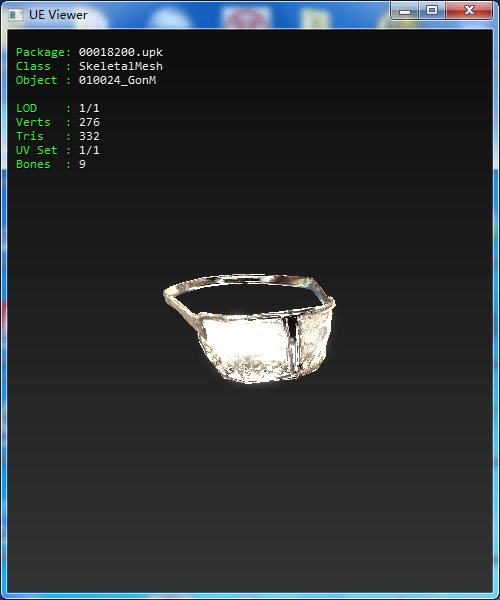 UE Viewer
Package: 00018200.upk
Class : SkeletalMesh
Object : 010024_GonM
LOD : 1/1
Verts : 276
Tris : 332
UV Set : 1/1
Bones : 9